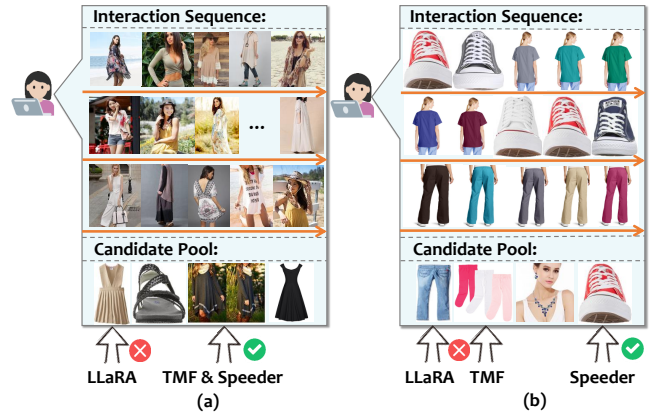 Interaction Sequence:
...
Candidate Pool:
LLaRA
TMF & Speeder
(a)
Interaction Sequence:
Candidate Pool:
LLaRA
TMF
Speeder
(b)